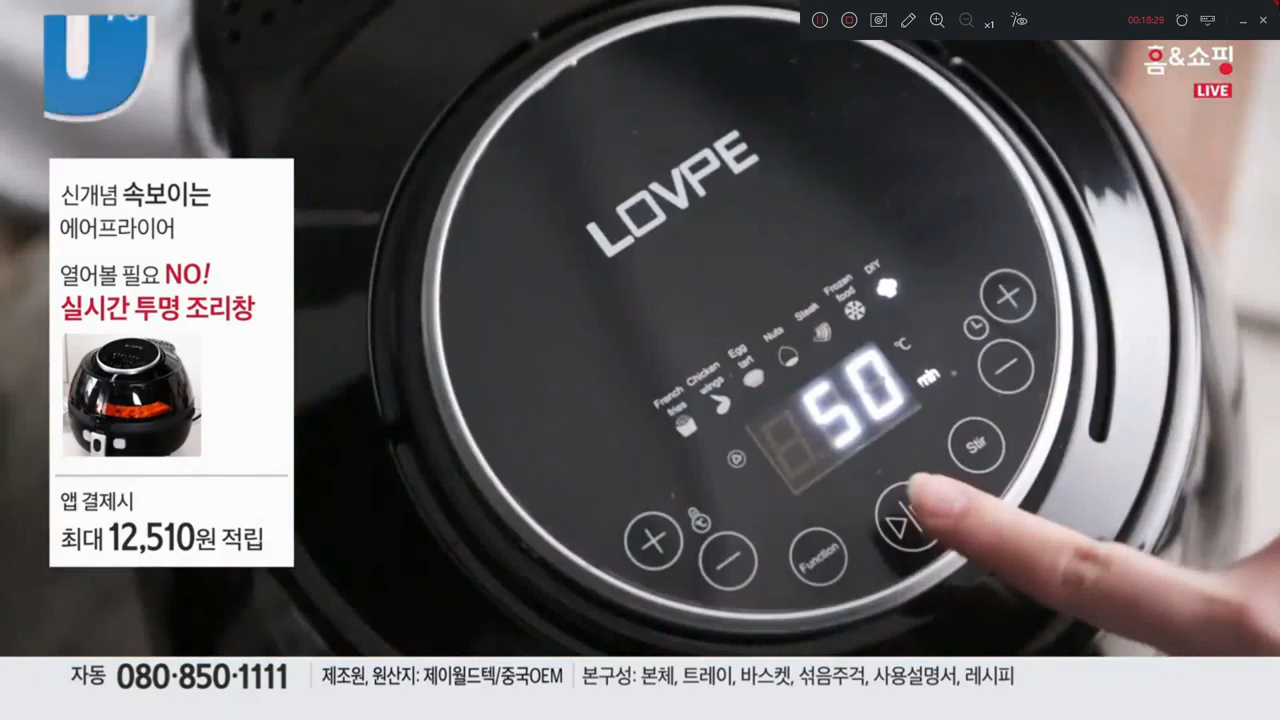 00:18:29
x1
홈&쇼핑
LIVE
신개념 속보이는
에어프라이어
열어볼 필요 NO!
실시간 투명 조리창
앱 결제시
최대 12,510원 적립
LOVPE
French fries
Chicken wings
Egg tart
Nuts
Steak
Frozen food
DIY
50
°C
min
Stir
Function
자동 080·850·1111
제조원, 원산지: 제이월드텍/중국OEM
본구성: 본체, 트레이, 바스켓, 섞음주걱, 사용설명서, 레시피